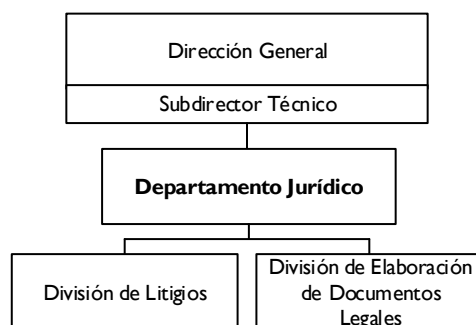 Dirección General
Subdirector Técnico
Departamento Jurídico
División de Litigios
División de Elaboración
de Documentos
Legales